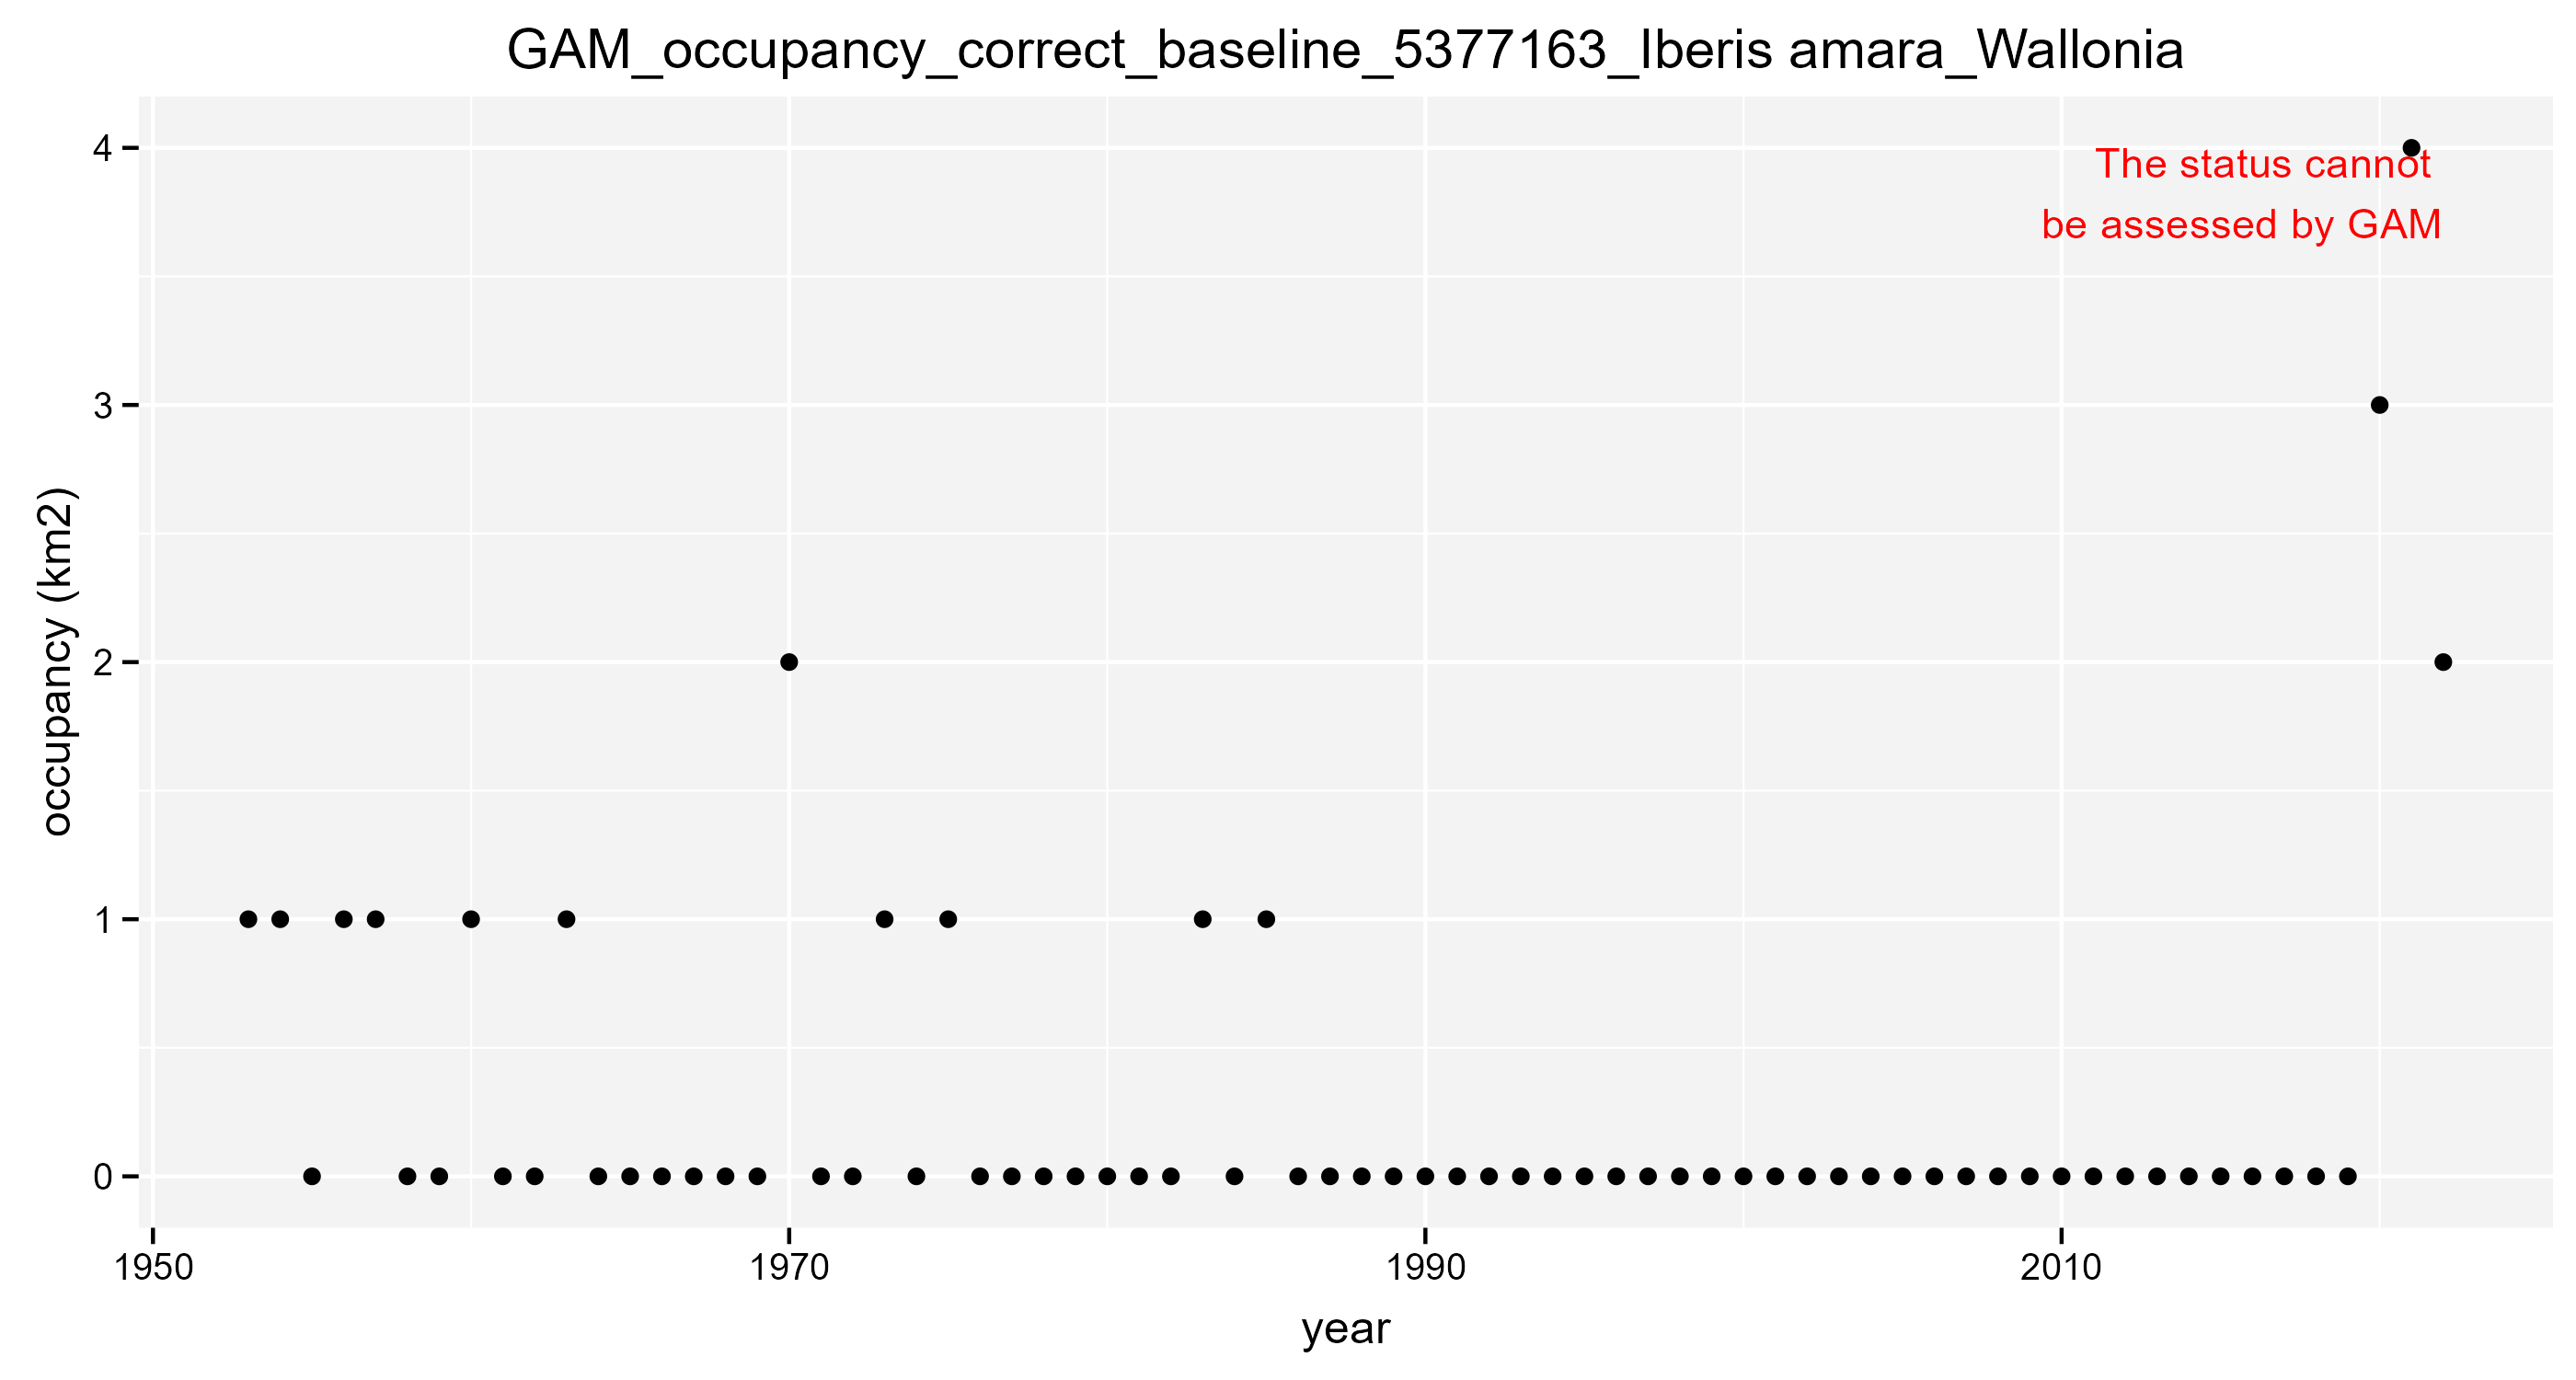 GAM_occupancy_correct_baseline_5377163_Iberis amara_Wallonia
4
The status cannot
be assessed by GAM
3
occupancy (km2)
2
1
0
1950 1970 1990 2010
year